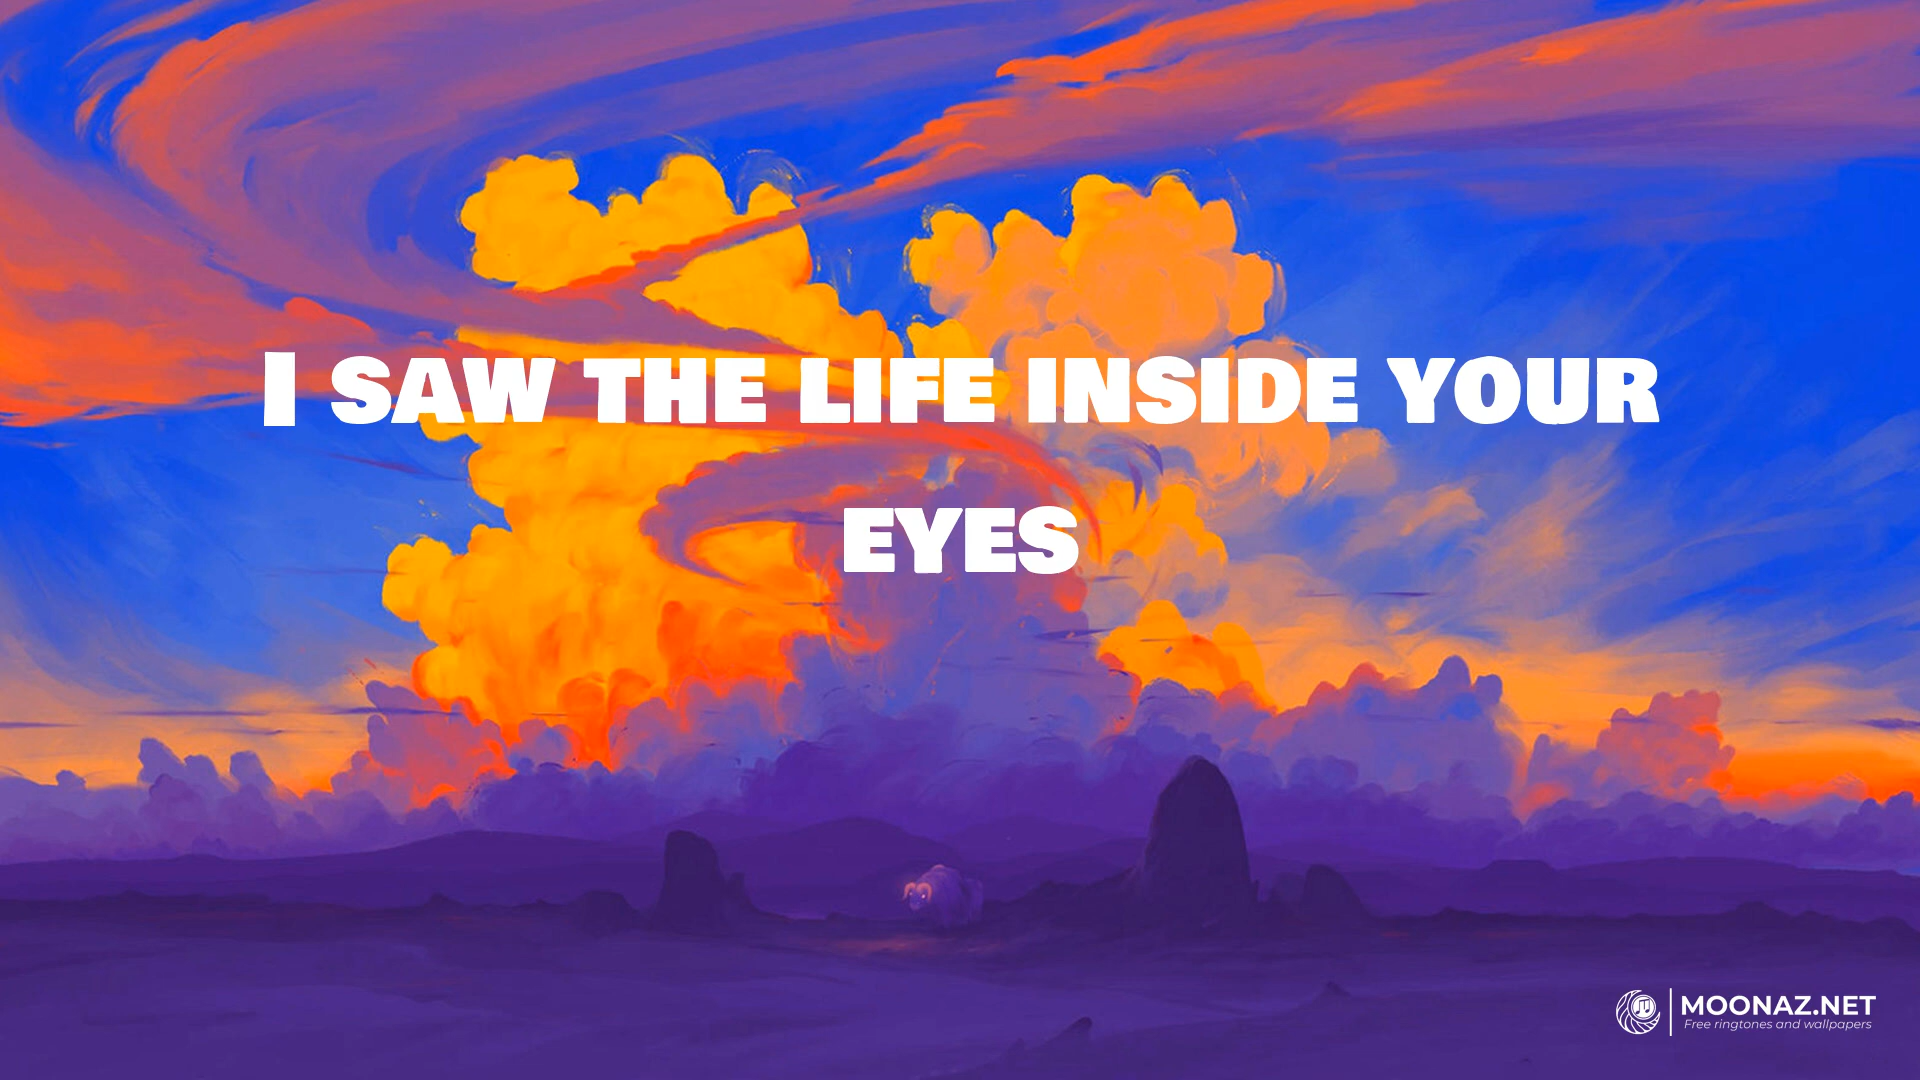 I SAW THE LIFE INSIDE YOUR
EYES
MOONAZ.NET
Free ringtones and wallpapers